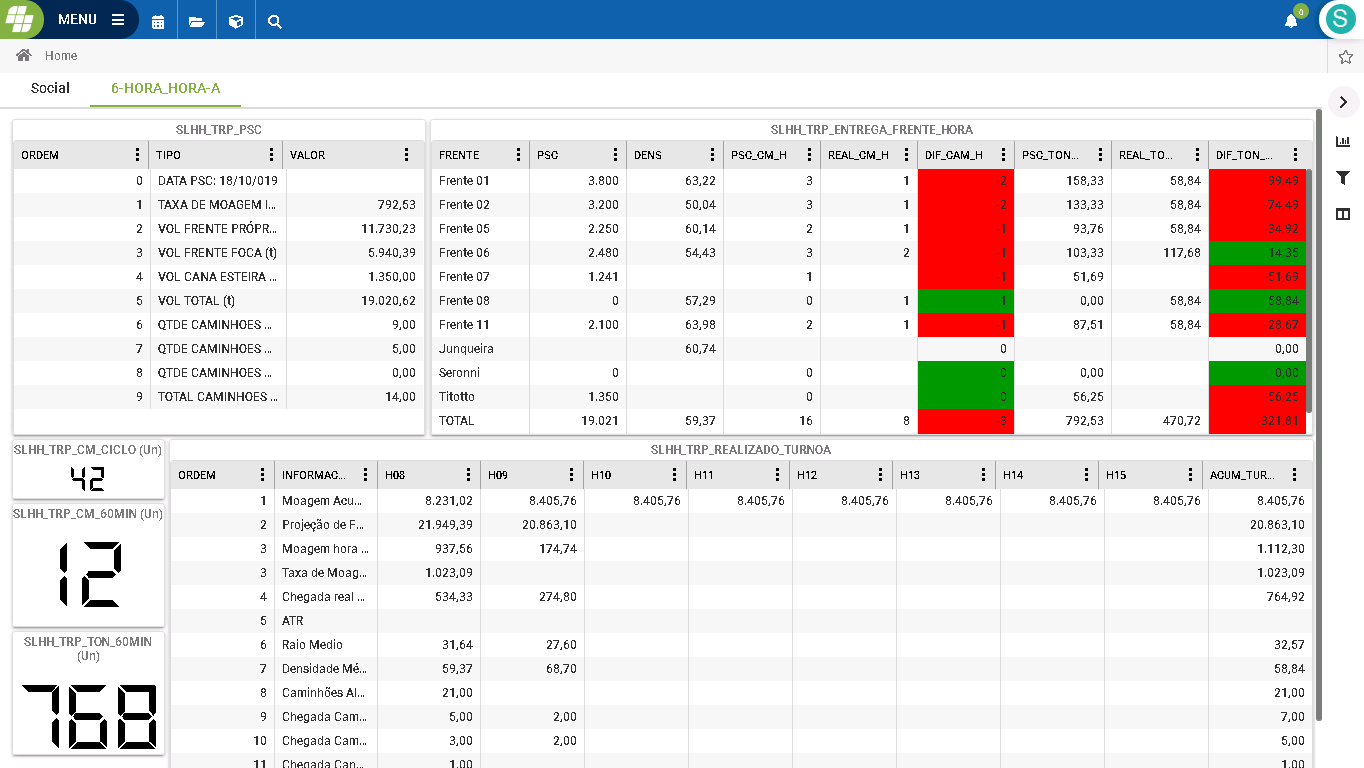 MENU
0
S
Home
Social 6-HORA_HORA-A
SLHH_TRP_PSC
ORDEM TIPO VALOR
0 DATA PSC: 18/10/019
1 TAXA DE MOAGEM I... 792,53
2 VOL FRENTE PRÓPR... 11.730,23
3 VOL FRENTE FOCA (t) 5.940,39
4 VOL CANA ESTEIRA ... 1.350,00
5 VOL TOTAL (t) 19.020,62
6 QTDE CAMINHOES ... 9,00
7 QTDE CAMINHOES ... 5,00
8 QTDE CAMINHOES ... 0,00
9 TOTAL CAMINHOES ... 14,00
SLHH_TRP_ENTREGA_FRENTE_HORA
FRENTE PSC DENS PSC_CM_H REAL_CM_H DIF_CAM_H PSC_TON... REAL_TO... DIF_TON_...
Frente 01 3.800 63,22 3 1 -2 158,33 58,84 -99,49
Frente 02 3.200 50,04 3 1 -2 133,33 58,84 -74,49
Frente 05 2.250 60,14 2 1 -1 93,76 58,84 -34,92
Frente 06 2.480 54,43 3 2 -1 103,33 117,68 14,35
Frente 07 1.241 1 -1 51,69 -51,69
Frente 08 0 57,29 0 1 1 0,00 58,84 58,84
Frente 11 2.100 63,98 2 1 -1 87,51 58,84 -28,67
Junqueira 60,74 0 0,00
Seronni 0 0 0 0,00 0,00
Titotto 1.350 0 0 56,25 -56,25
TOTAL 19.021 59,37 16 8 -8 792,53 470,72 -321,81
SLHH_TRP_CM_CICLO (Un)
42
SLHH_TRP_CM_60MIN (Un)
12
SLHH_TRP_TON_60MIN
(Un)
768
SLHH_TRP_REALIZADO_TURNOA
ORDEM INFORMAC... H08 H09 H10 H11 H12 H13 H14 H15 ACUM_TUR...
1 Moagem Acu... 8.231,02 8.405,76 8.405,76 8.405,76 8.405,76 8.405,76 8.405,76 8.405,76 8.405,76
2 Projeção de F... 21.949,39 20.863,10 20.863,10
3 Moagem hora ... 937,56 174,74 1.112,30
3 Taxa de Moag... 1.023,09 1.023,09
4 Chegada real ... 534,33 274,80 764,92
5 ATR
6 Raio Medio 31,64 27,60 32,57
7 Densidade Mé... 59,37 68,70 58,84
8 Caminhões Al... 21,00 21,00
9 Chegada Cam... 5,00 2,00 7,00
10 Chegada Cam... 3,00 2,00 5,00
11 Chegada Can... 1,00 1,00